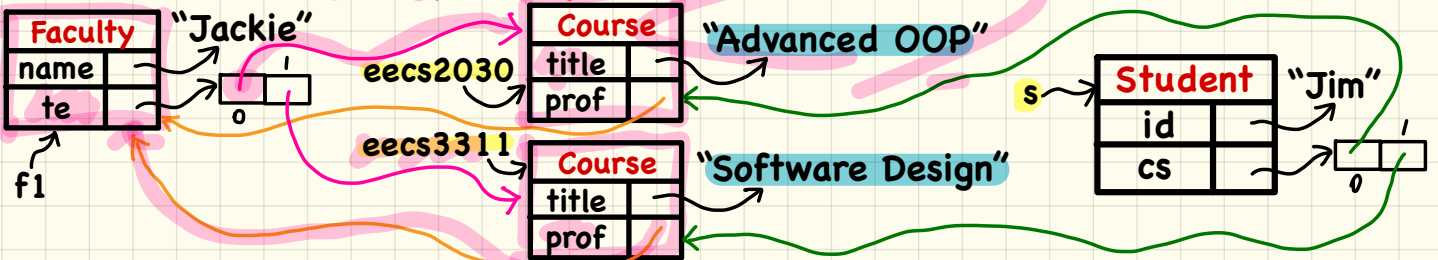 Faculty
name
te
f1
"Jackie"
0
1
eecs2030
Course
title
prof
"Advanced OOP"
eecs3311
Course
title
prof
"Software Design"
s
Student
id
cs
"Jim"
0
1